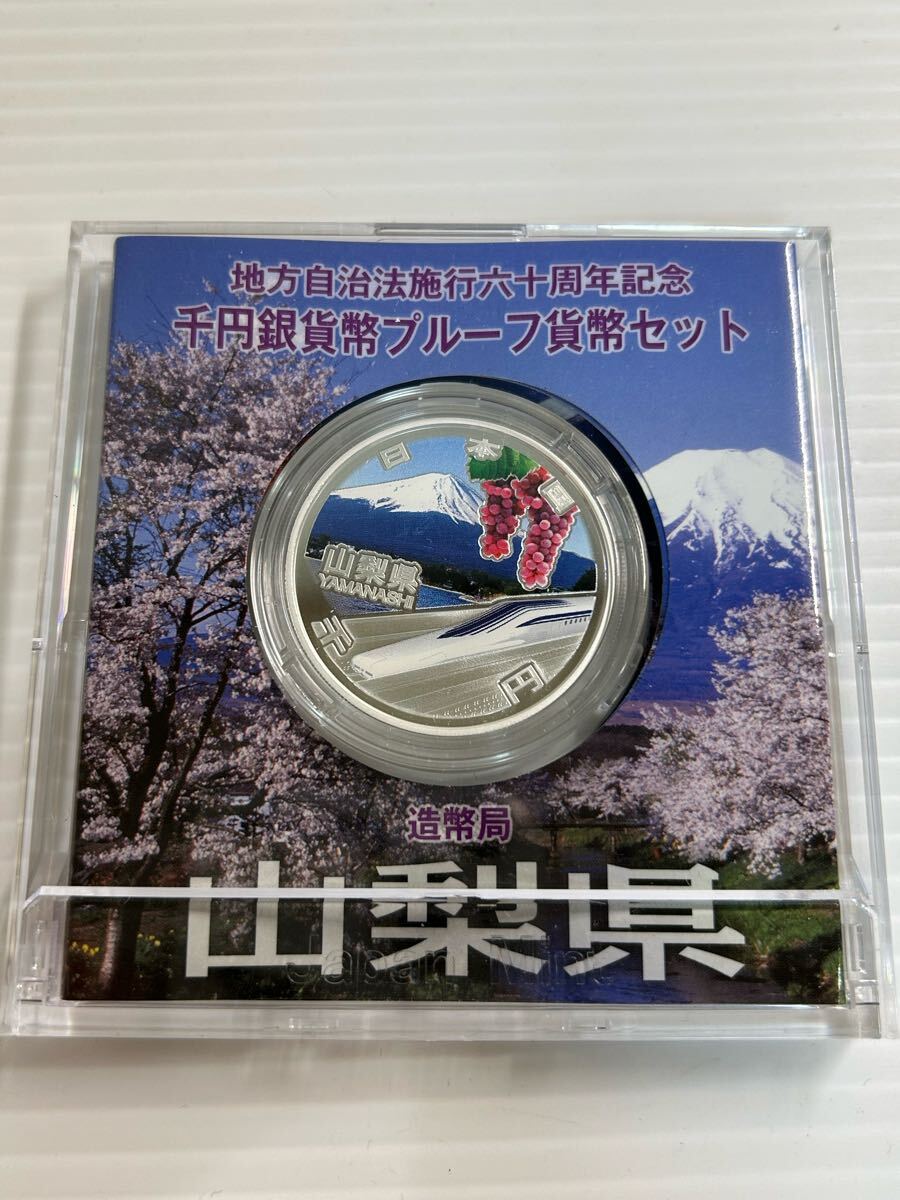 地方自治法施行六十周年記念
千円銀貨幣プルーフ貨幣セット
日本国
山梨県
YAMANASHI
千円
造幣局
山梨県
Japan Mint